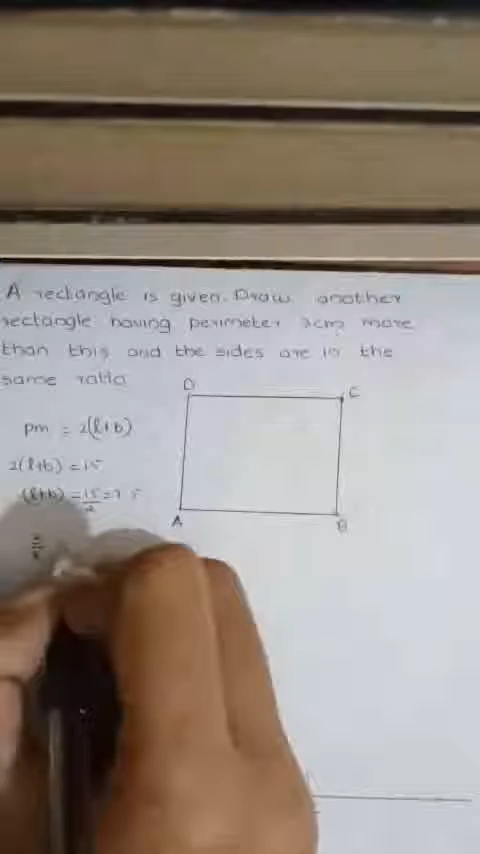 A rectangle is given. Draw another
rectangle having perimeter 3cm more
than this and the sides are in the
same ratio
D
C
pm = 2(l+b)
2(l+b) = 15
(l+b) = 15/2 = 7.5
A
B